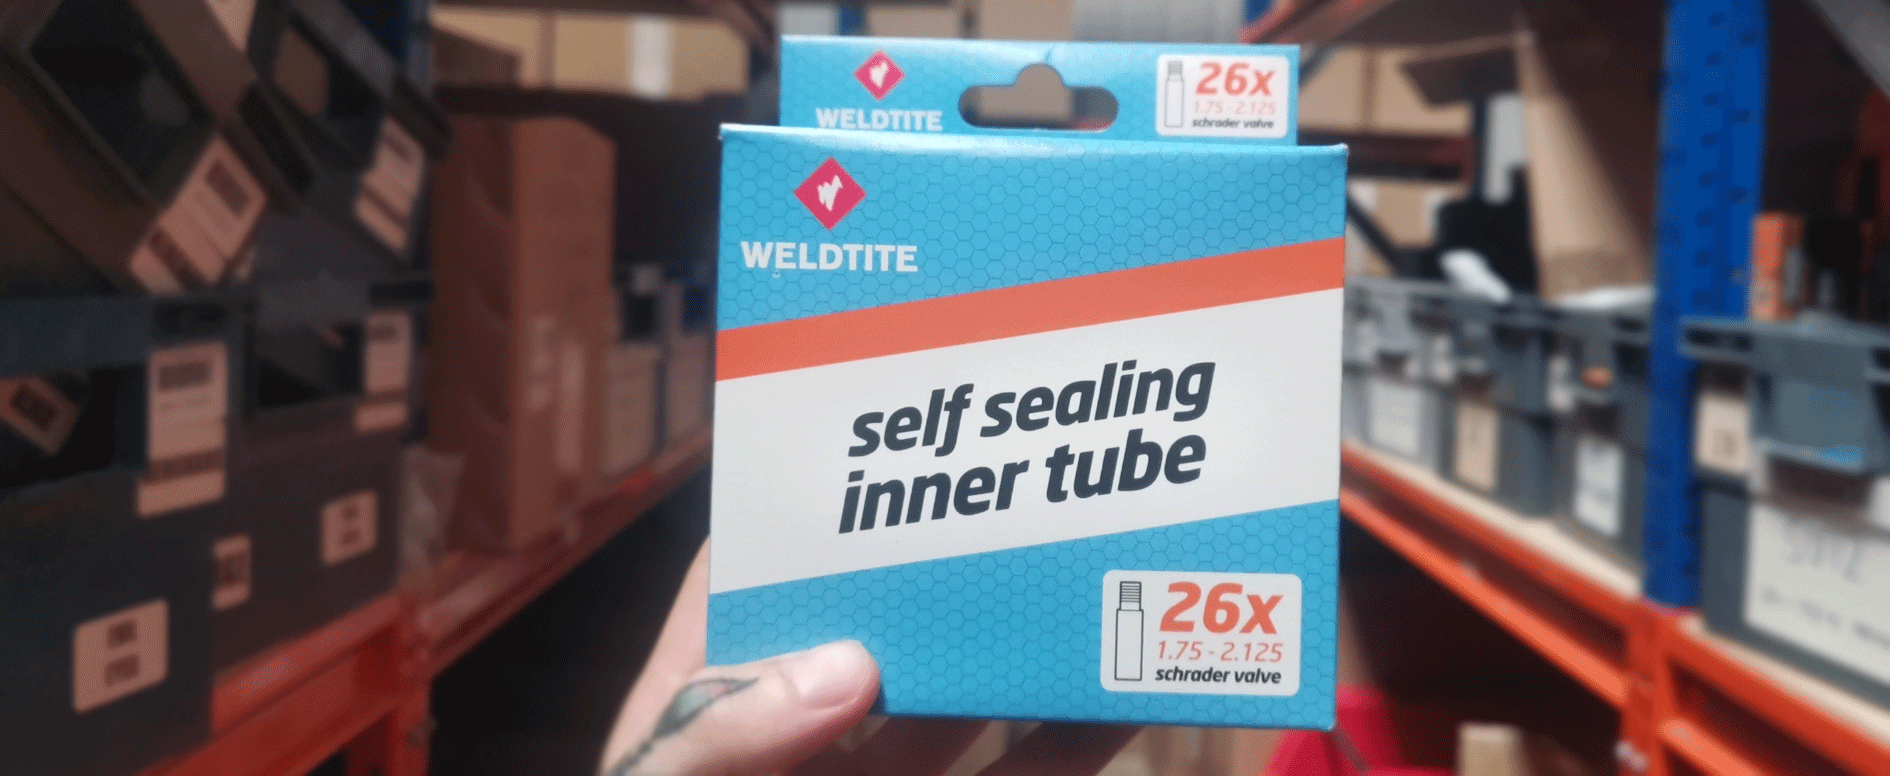 WELDTITE
26x
1.75 - 2.125
schrader valve
WELDTITE
self sealing
inner tube
26x
1.75 - 2.125
schrader valve